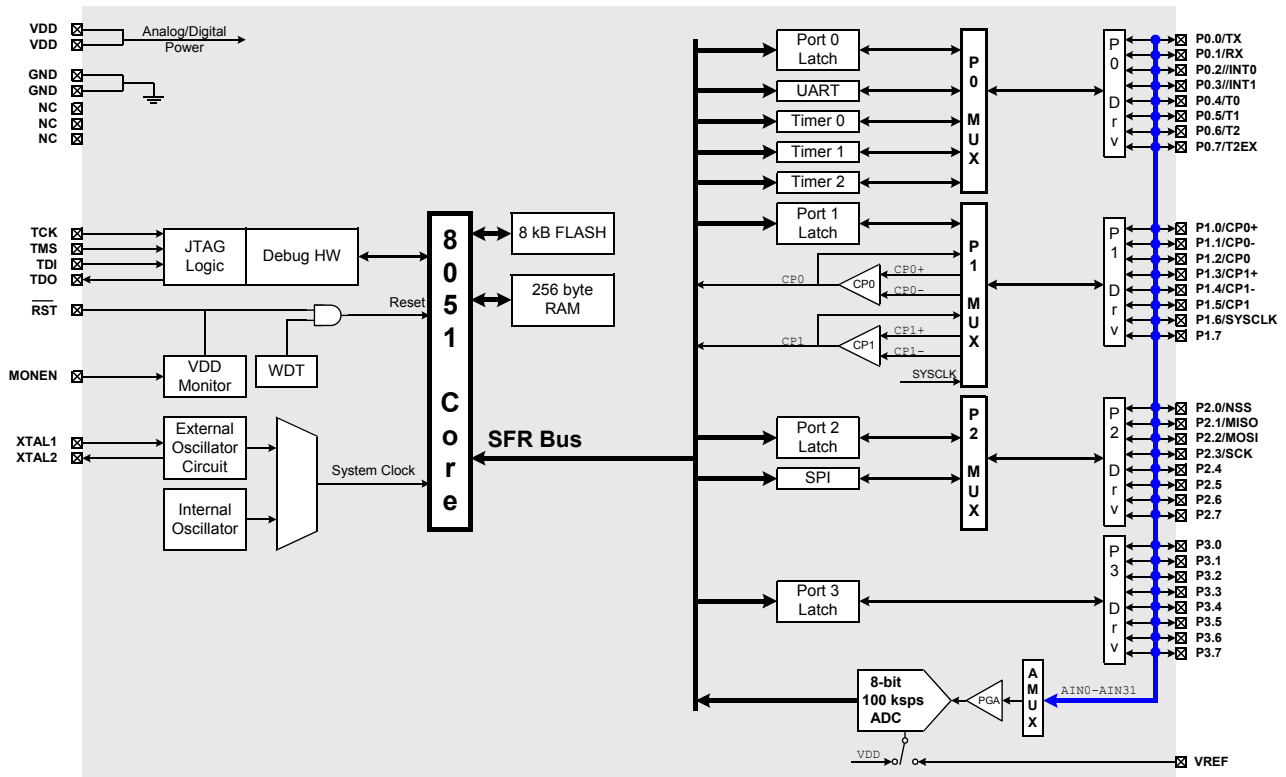 VDD
VDD
Analog/Digital
Power
GND
GND
NC
NC
NC
TCK
TMS
TDI
TDO
JTAG
Logic
Debug HW
RST
Reset
MONEN
VDD
Monitor
WDT
XTAL1
XTAL2
External
Oscillator
Circuit
Internal
Oscillator
System Clock
8
0
5
1
C
o
r
e
8 kB FLASH
256 byte
RAM
SFR Bus
Port 0
Latch
UART
Timer 0
Timer 1
Timer 2
P
0
M
U
X
P
0
D
r
v
P0.0/TX
P0.1/RX
P0.2//INT0
P0.3//INT1
P0.4/T0
P0.5/T1
P0.6/T2
P0.7/T2EX
Port 1
Latch
CP0
CP0
CP0+
CP0-
CP1
CP1
CP1+
CP1-
SYSCLK
P
1
M
U
X
P
1
D
r
v
P1.0/CP0+
P1.1/CP0-
P1.2/CP0
P1.3/CP1+
P1.4/CP1-
P1.5/CP1
P1.6/SYSCLK
P1.7
Port 2
Latch
SPI
P
2
M
U
X
P
2
D
r
v
P2.0/NSS
P2.1/MISO
P2.2/MOSI
P2.3/SCK
P2.4
P2.5
P2.6
P2.7
Port 3
Latch
P
3
D
r
v
P3.0
P3.1
P3.2
P3.3
P3.4
P3.5
P3.6
P3.7
8-bit
100 ksps
ADC
PGA
A
M
U
X
AIN0-AIN31
VDD
VREF